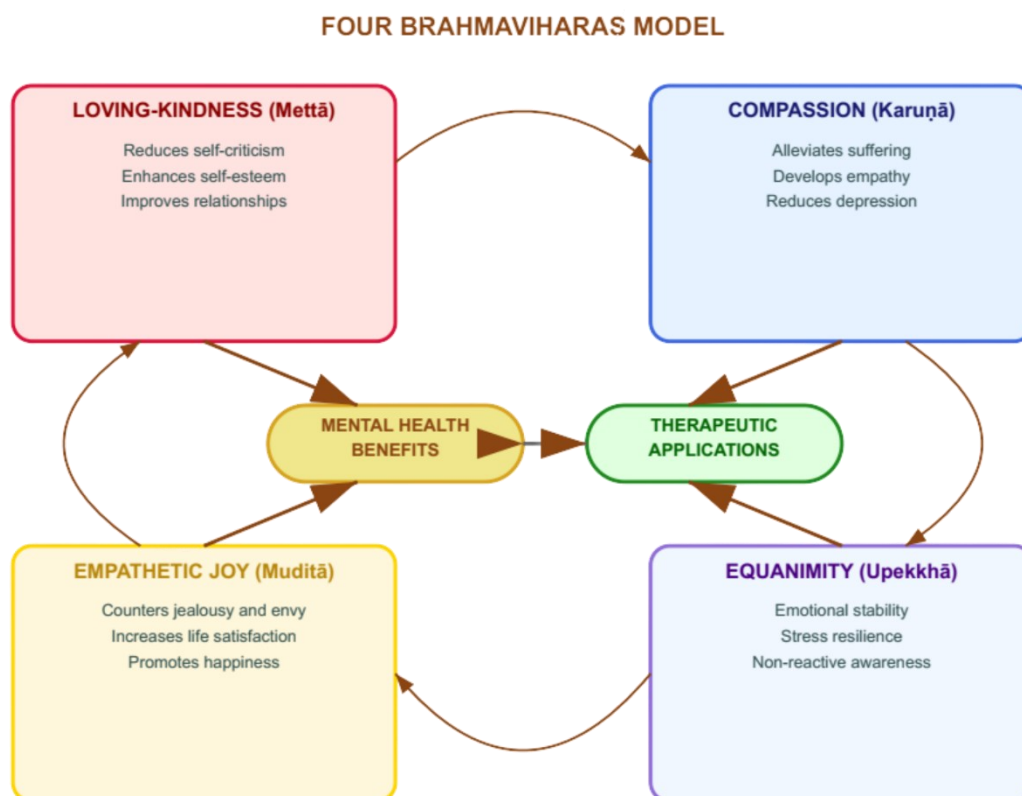 FOUR BRAHMAVIHARAS MODEL
LOVING-KINDNESS (Mettā)
Reduces self-criticism
Enhances self-esteem
Improves relationships
COMPASSION (Karuṇā)
Alleviates suffering
Develops empathy
Reduces depression
MENTAL HEALTH
BENEFITS
THERAPEUTIC
APPLICATIONS
EMPATHETIC JOY (Muditā)
Counters jealousy and envy
Increases life satisfaction
Promotes happiness
EQUANIMITY (Upekkhā)
Emotional stability
Stress resilience
Non-reactive awareness